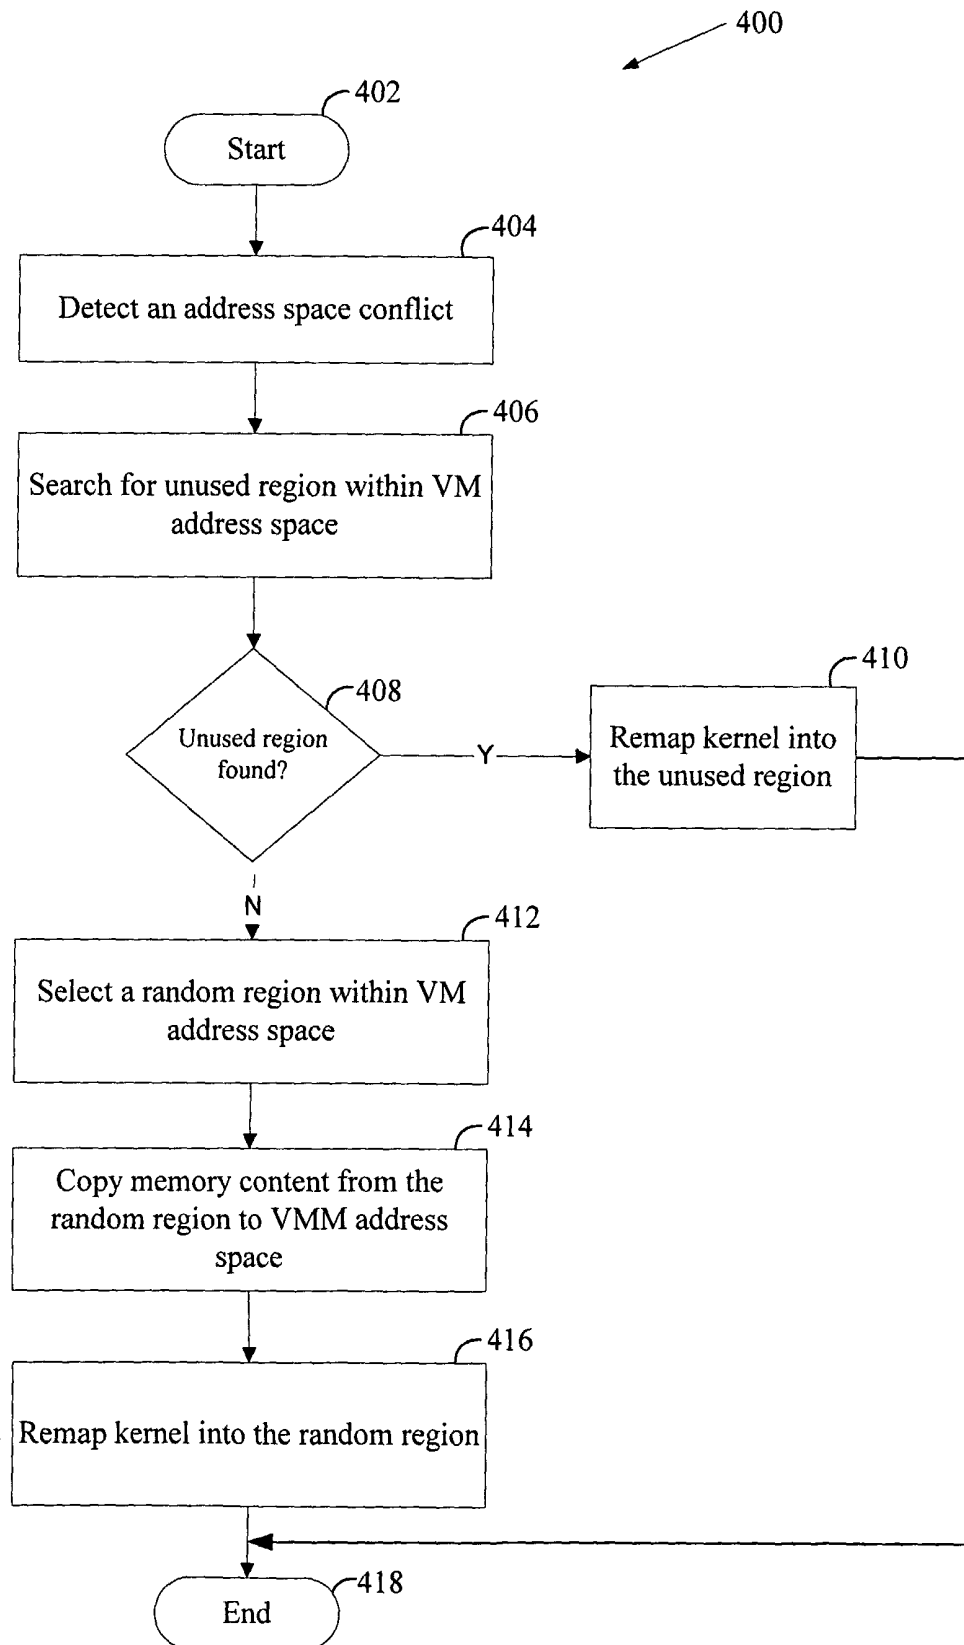 400
402
Start
404
Detect an address space conflict
406
Search for unused region within VM
address space
408
Unused region
found?
Y
410
Remap kernel into
the unused region
N
412
Select a random region within VM
address space
414
Copy memory content from the
random region to VMM address
space
416
Remap kernel into the random region
418
End